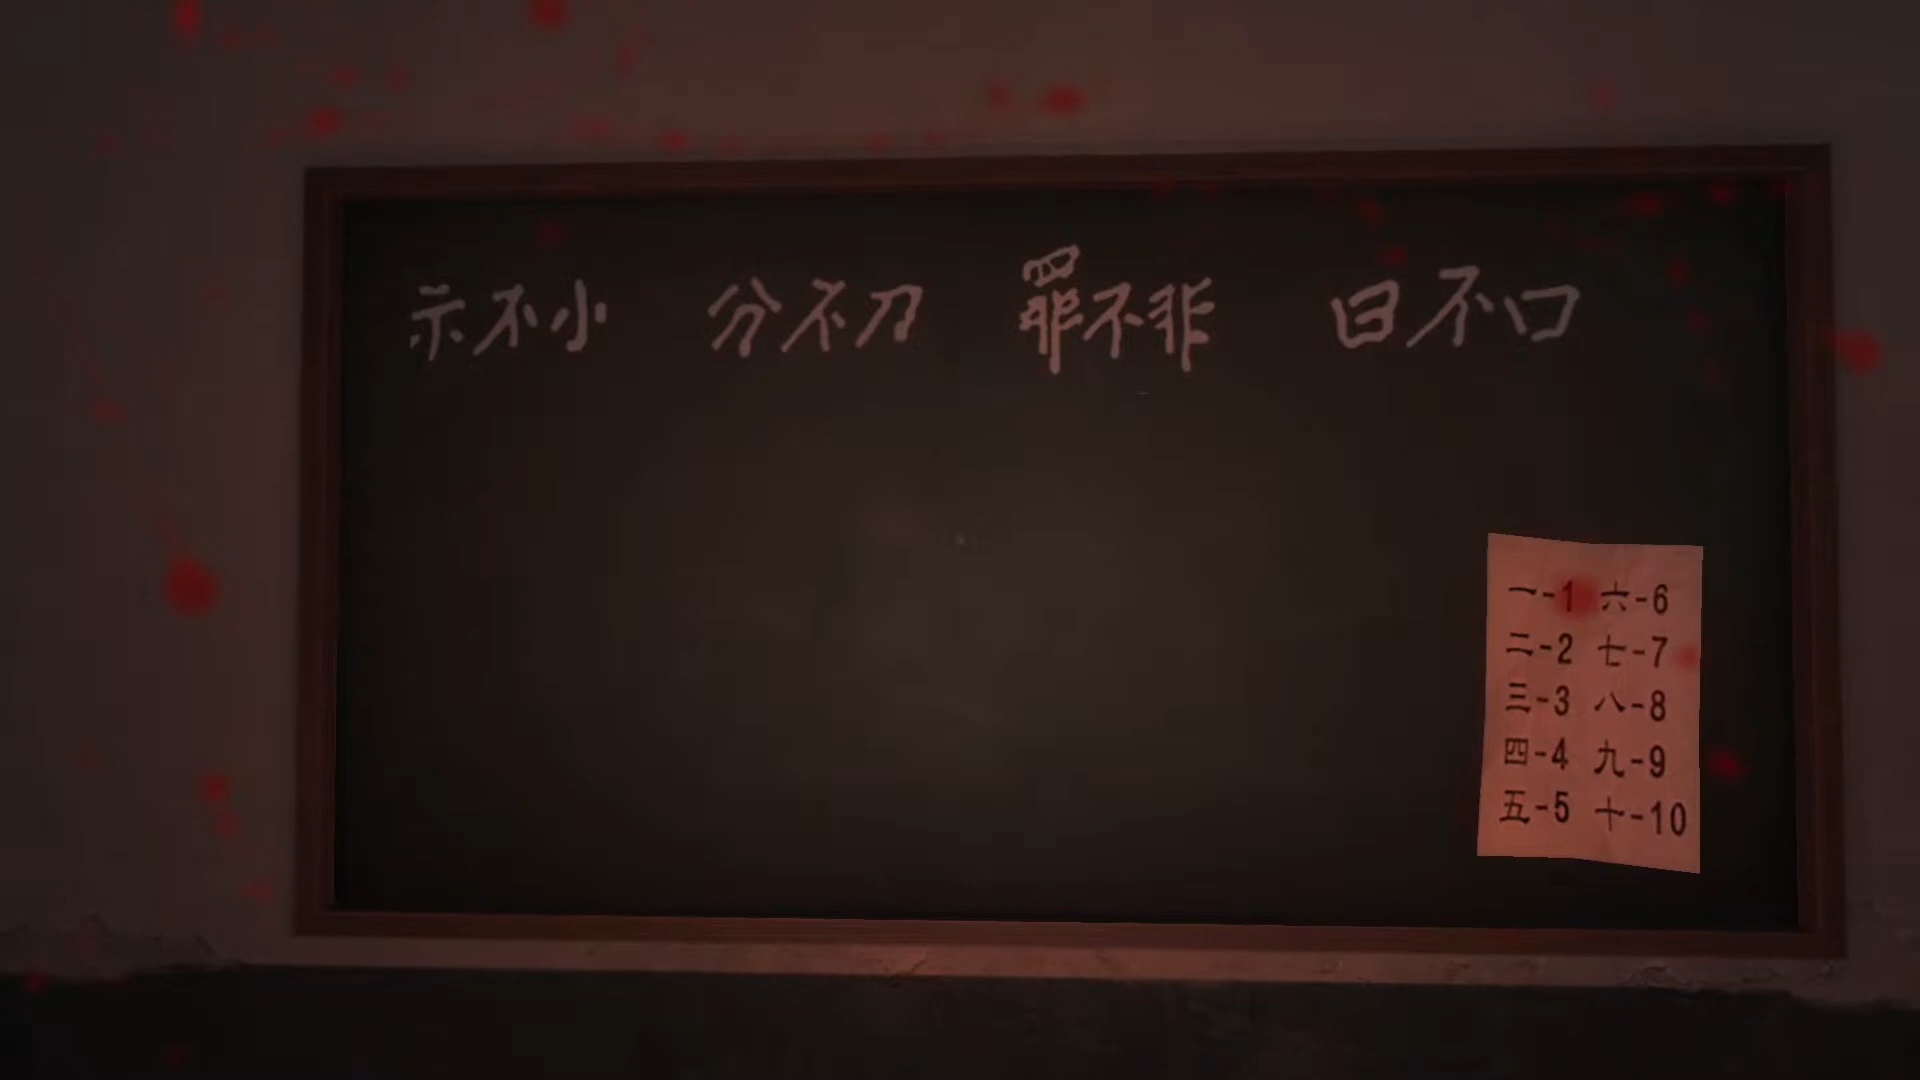 示不小 分不刀 罪不非 日不口
一-1 六-6
二-2 七-7
三-3 八-8
四-4 九-9
五-5 十-10